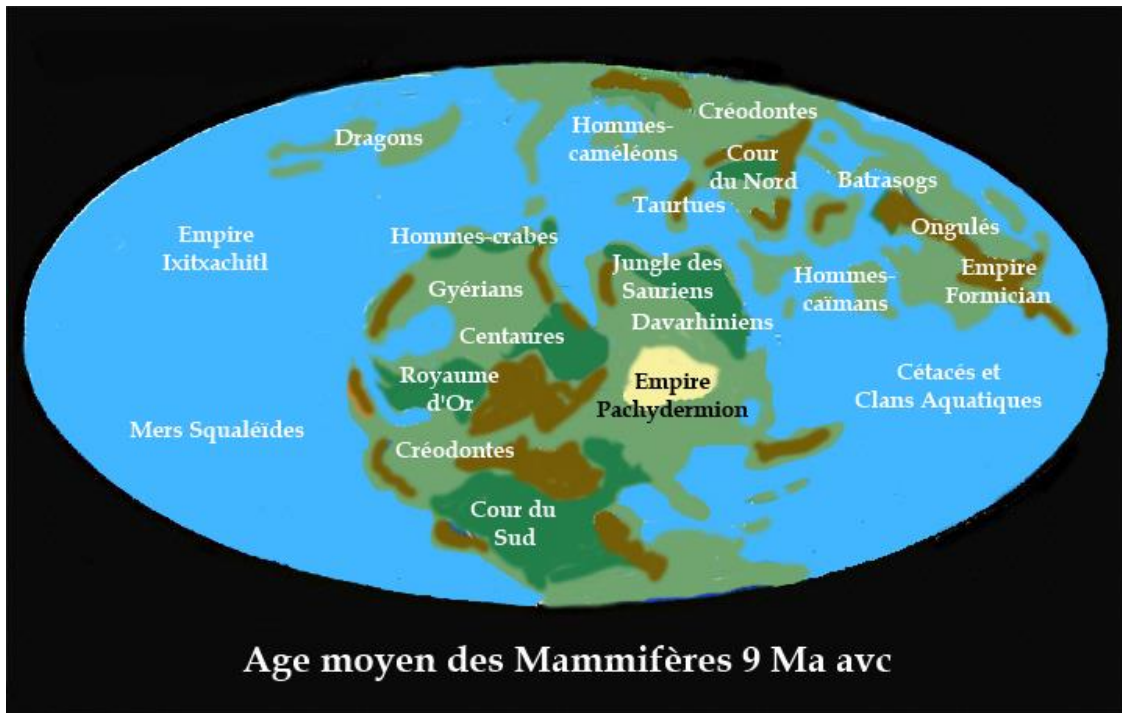 Créodontes
Dragons
Hommes-
caméléons
Cour
du Nord
Batrasogs
Taurtues
Ongulés
Empire
Ixitxachitl
Hommes-crabes
Jungle des
Sauriens
Hommes-
caïmans
Empire
Formician
Gyérians
Davarhiniens
Centaures
Royaume
d'Or
Empire
Pachydermion
Cétacés et
Clans Aquatiques
Mers Squaléïdes
Créodontes
Cour du
Sud
Age moyen des Mammifères 9 Ma avc